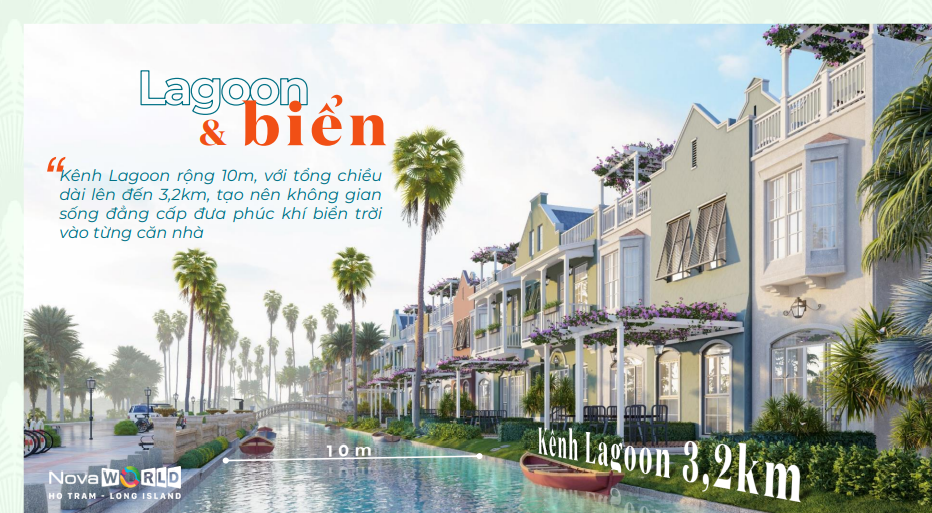 Lagoon
& biển
“Kênh Lagoon rộng 10m, với tổng chiều
dài lên đến 3,2km, tạo nên không gian
sống đẳng cấp đưa phúc khí biển trời
vào từng căn nhà
10m
Kênh Lagoon 3,2km
NovaWORLD
HO TRAM - LONG ISLAND